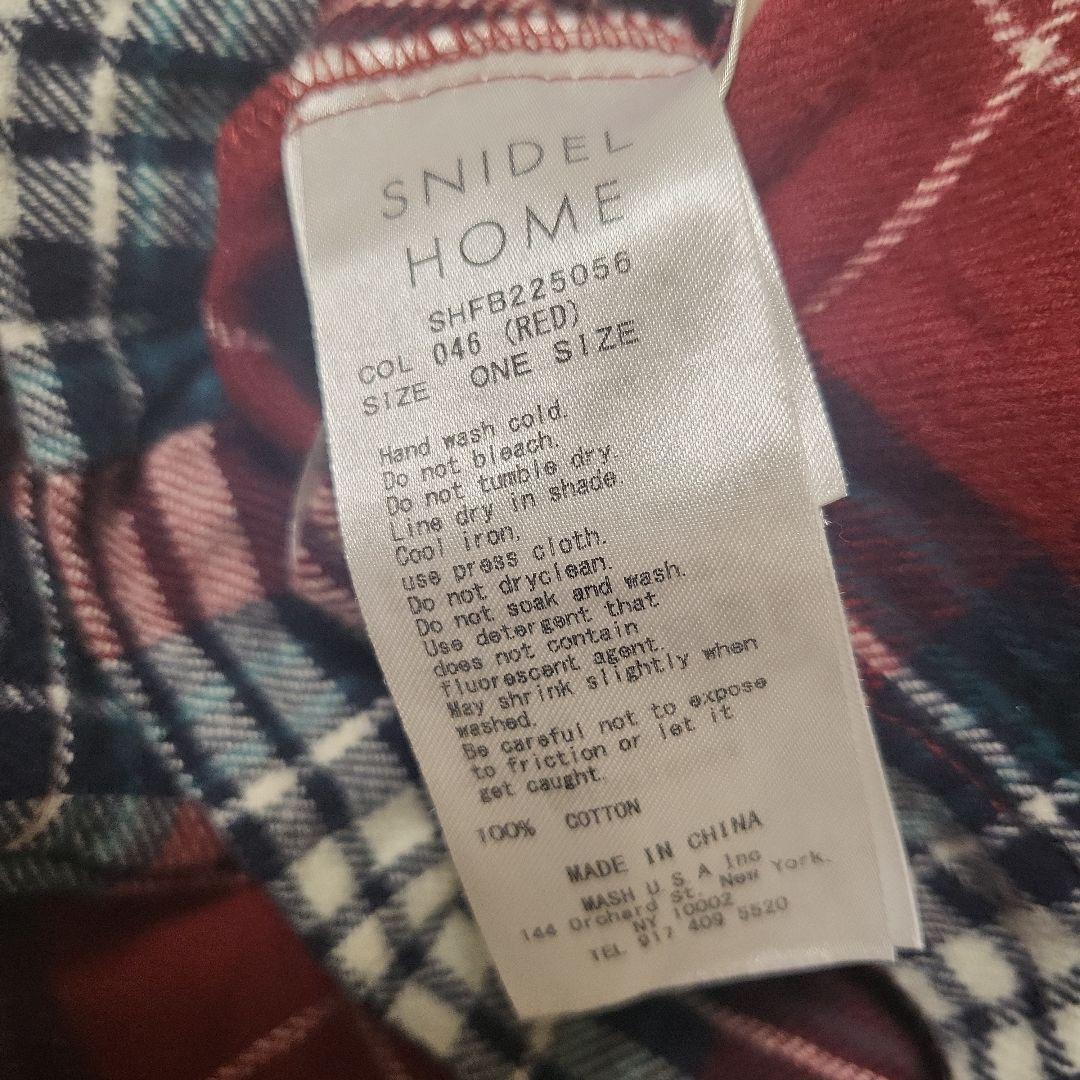 SNIDEL
HOME
SHFB225056
COL 046 (RED)
SIZE ONE SIZE
Hand wash cold.
Do not bleach.
Do not tumble dry.
Line dry in shade.
Cool iron.
use press cloth.
Do not dryclean.
Do not soak and wash.
Use detergent that
does not contain
fluorescent agent.
May shrink slightly when
washed.
Be careful not to expose
to friction or let it
get caught.
100% COTTON
MADE IN CHINA
MASH U.S.A Inc
144 Orchard St. New York.
NY 10002
TEL 917 409 5520